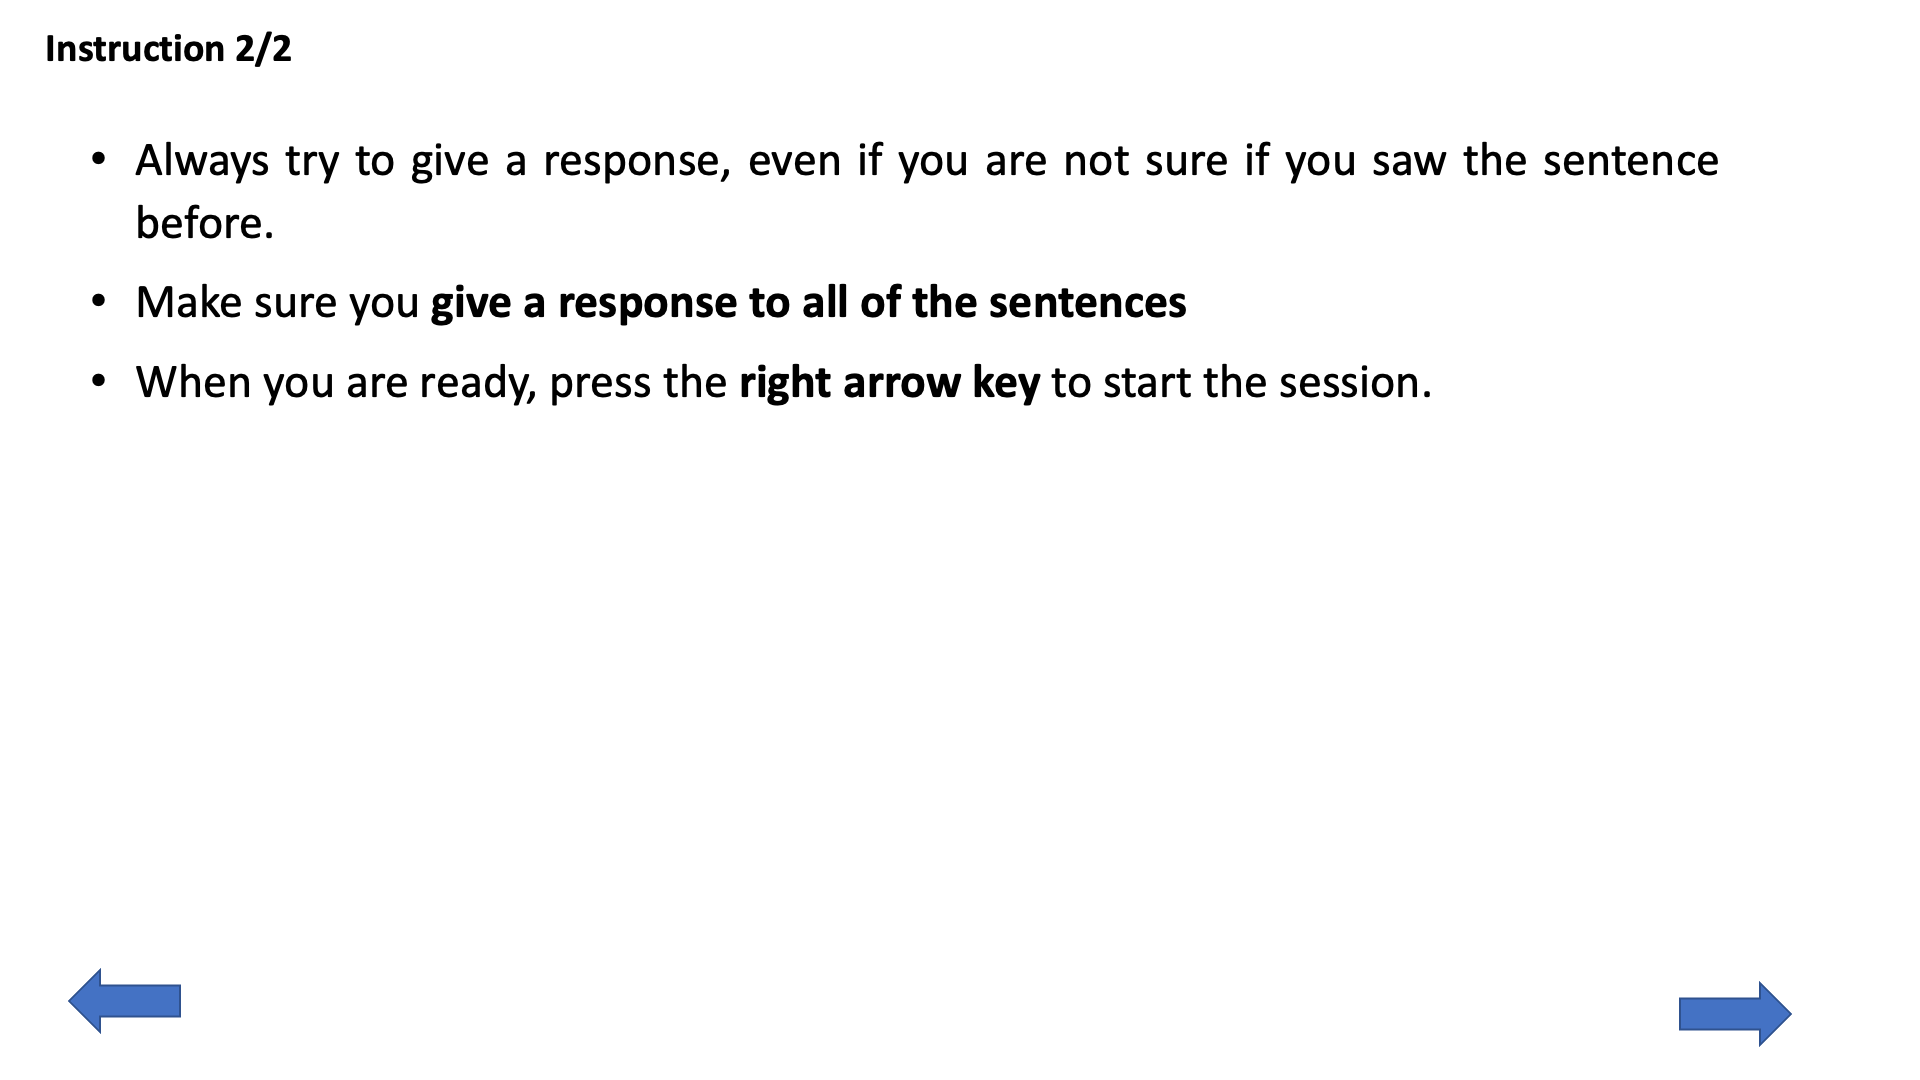 Instruction 2/2
• Always try to give a response, even if you are not sure if you saw the sentence
before.
• Make sure you give a response to all of the sentences
• When you are ready, press the right arrow key to start the session.